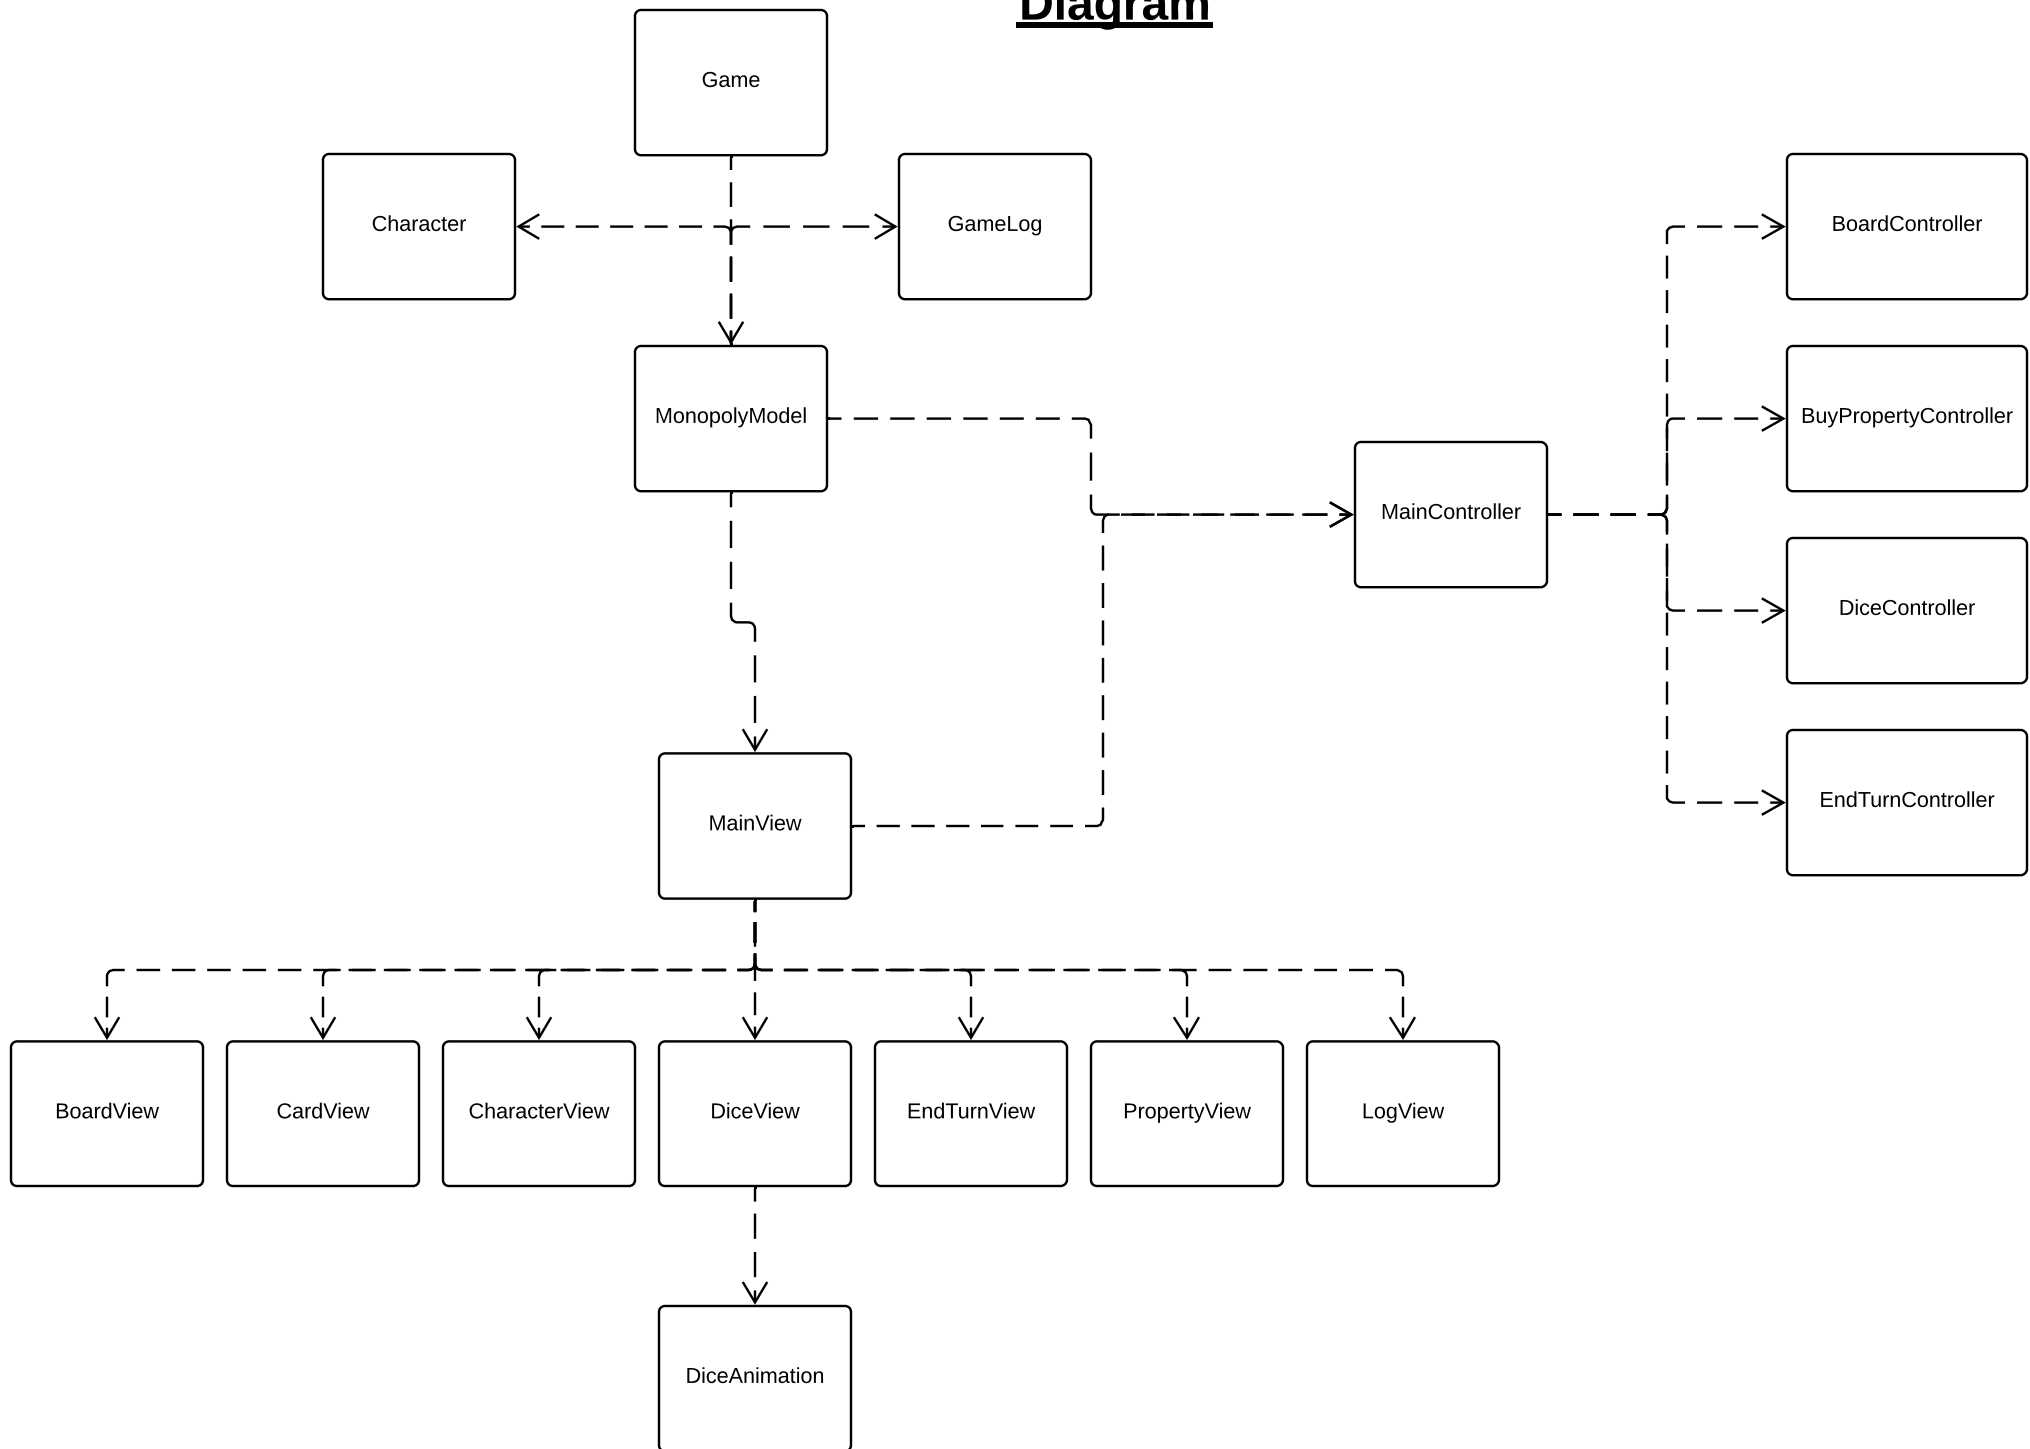 Diagram
Game
Character
GameLog
BoardController
MonopolyModel
BuyPropertyController
MainController
DiceController
MainView
EndTurnController
BoardView
CardView
CharacterView
DiceView
EndTurnView
PropertyView
LogView
DiceAnimation